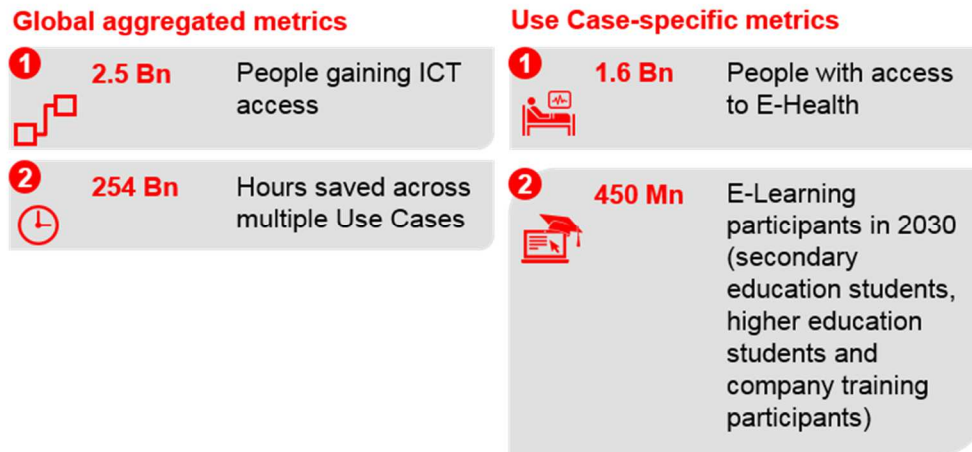 Global aggregated metrics
1
2.5 Bn
People gaining ICT
access
2
254 Bn
Hours saved across
multiple Use Cases
Use Case-specific metrics
1
1.6 Bn
People with access
to E-Health
2
450 Mn
E-Learning
participants in 2030
(secondary
education students,
higher education
students and
company training
participants)